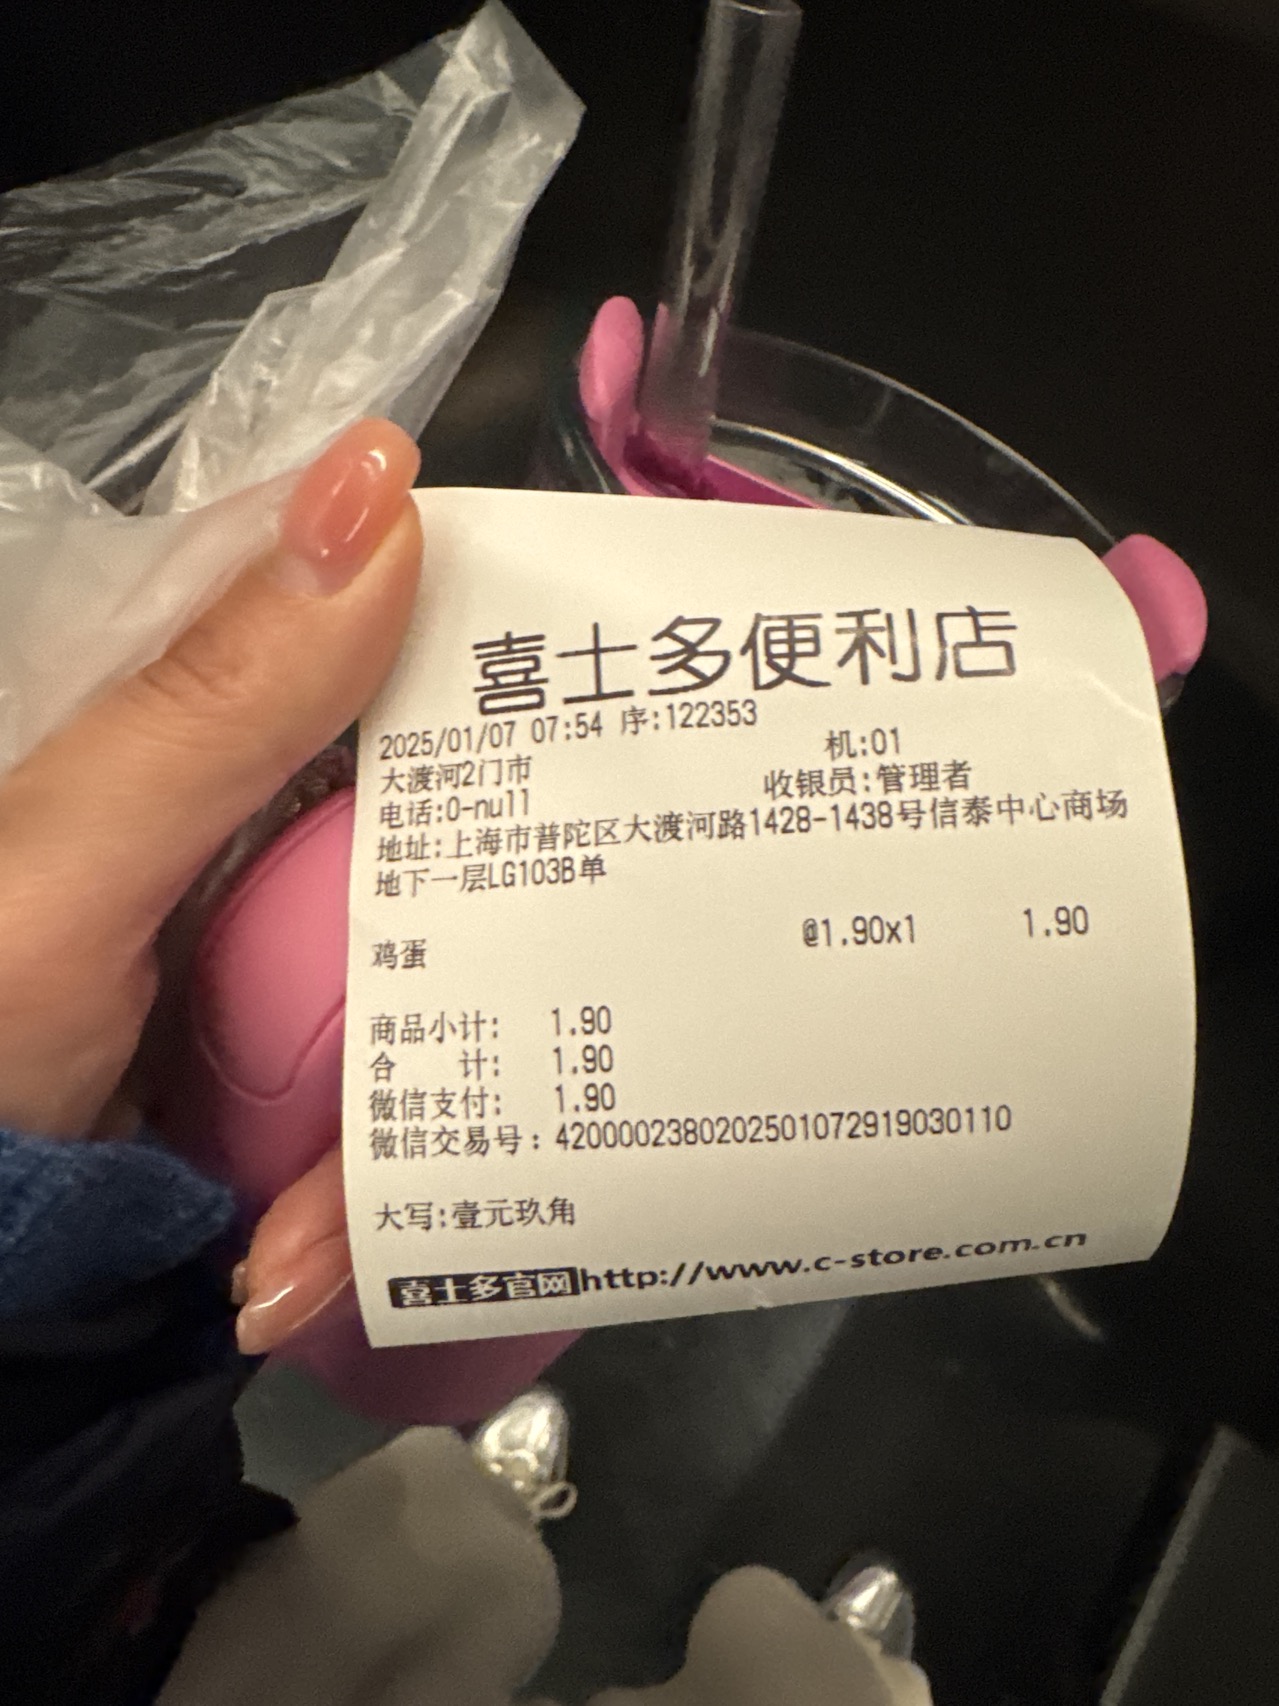 喜士多便利店
2025/01/07 07:54 序:122353
大渡河2门市 机:01
电话:0-null 收银员:管理者
地址:上海市普陀区大渡河路1428-1438号信泰中心商场
地下一层LG103B单
鸡蛋 @1.90x1 1.90
商品小计: 1.90
合 计: 1.90
微信支付: 1.90
微信交易号:4200002380202501072919030110
大写:壹元玖角
喜士多官网http://www.c-store.com.cn